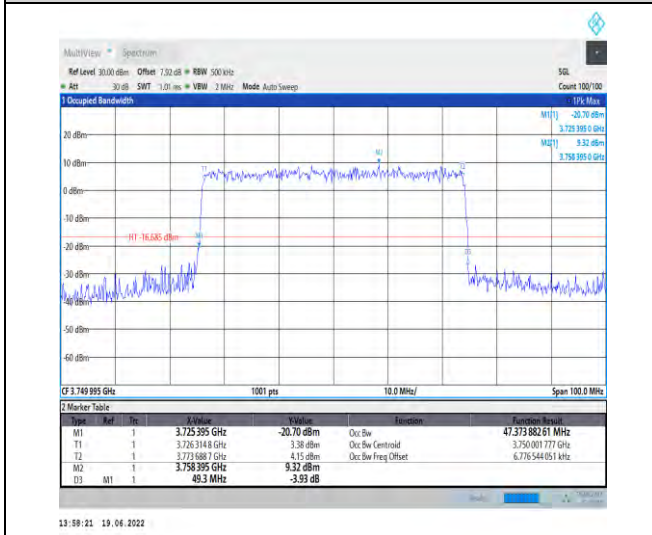 MultiView Spectrum
Ref Level 30.00 dBm Offset 7.92 dB RBW 500 kHz SGL
Att 30 dB SWT 1.01 ms VBW 2 MHz Mode Auto Sweep Count 100/100
1 Occupied Bandwidth 1Pk Max
M1[1] -20.70 dBm
3.725 395 0 GHz
M2[1] 9.32 dBm
3.758 395 0 GHz
20 dBm
10 dBm
0 dBm
-10 dBm
-20 dBm
-30 dBm
-40 dBm
-50 dBm
-60 dBm
T1
M2
T2
H1 -16.685 dBm
M1
D3
CF 3.749 995 GHz 1001 pts 10.0 MHz/ Span 100.0 MHz
2 Marker Table
Type Ref Trc X-Value Y-Value Function Function Result
M1 1 3.725 395 GHz -20.70 dBm Occ Bw 47.373 882 61 MHz
T1 1 3.726 314 8 GHz 3.38 dBm Occ Bw Centroid 3.750 001 777 GHz
T2 1 3.773 688 7 GHz 4.15 dBm Occ Bw Freq Offset 6.776 544 051 kHz
M2 1 3.758 395 GHz 9.32 dBm
D3 M1 1 49.3 MHz -3.93 dB
13:59:21 19.06.2022